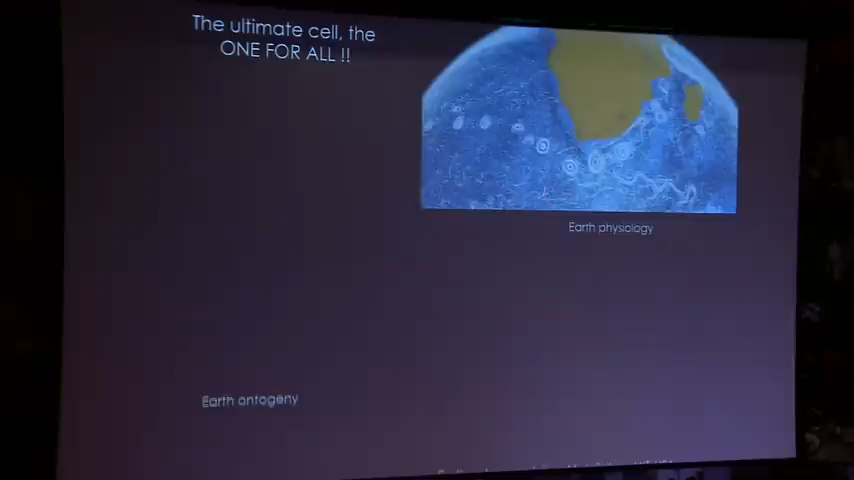 The ultimate cell, the
ONE FOR ALL !!
Earth physiology
Earth ontogeny